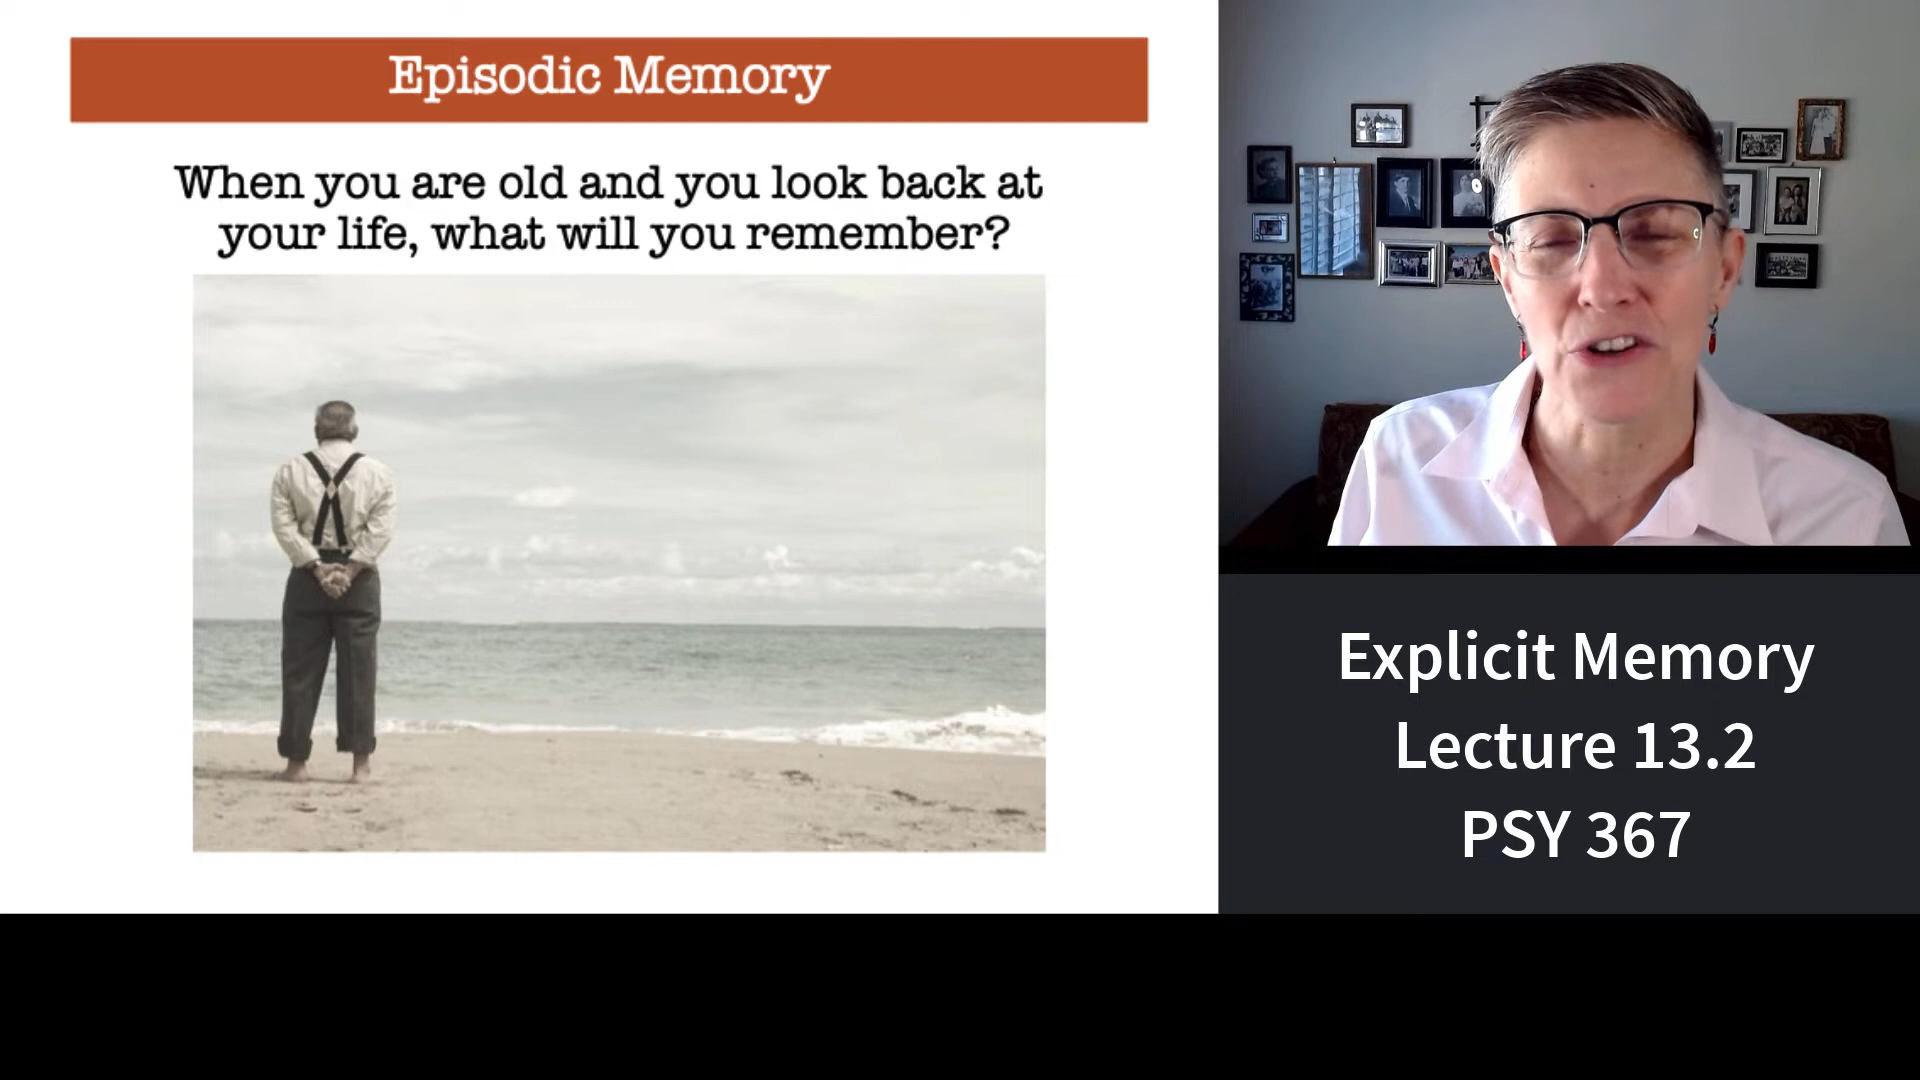 Episodic Memory
When you are old and you look back at
your life, what will you remember?
Explicit Memory
Lecture 13.2
PSY 367